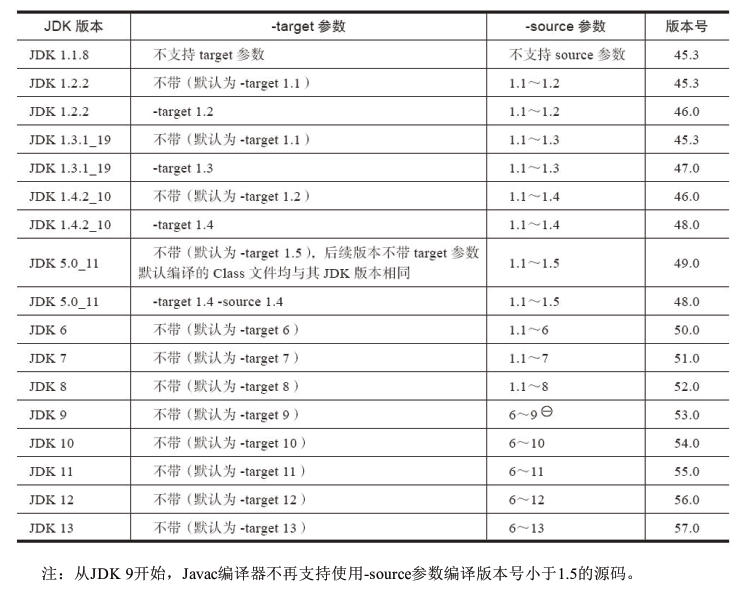 JDK 版本 -target 参数 -source 参数 版本号
JDK 1.1.8 不支持 target 参数 不支持 source 参数 45.3
JDK 1.2.2 不带（默认为 -target 1.1） 1.1～1.2 45.3
JDK 1.2.2 -target 1.2 1.1～1.2 46.0
JDK 1.3.1_19 不带（默认为 -target 1.1） 1.1～1.3 45.3
JDK 1.3.1_19 -target 1.3 1.1～1.3 47.0
JDK 1.4.2_10 不带（默认为 -target 1.2） 1.1～1.4 46.0
JDK 1.4.2_10 -target 1.4 1.1～1.4 48.0
JDK 5.0_11 不带（默认为 -target 1.5），后续版本不带 target 参数
默认编译的 Class 文件均与其 JDK 版本相同 1.1～1.5 49.0
JDK 5.0_11 -target 1.4 -source 1.4 1.1～1.5 48.0
JDK 6 不带（默认为 -target 6） 1.1～6 50.0
JDK 7 不带（默认为 -target 7） 1.1～7 51.0
JDK 8 不带（默认为 -target 8） 1.1～8 52.0
JDK 9 不带（默认为 -target 9） 6～9㊀ 53.0
JDK 10 不带（默认为 -target 10） 6～10 54.0
JDK 11 不带（默认为 -target 11） 6～11 55.0
JDK 12 不带（默认为 -target 12） 6～12 56.0
JDK 13 不带（默认为 -target 13） 6～13 57.0
注：从JDK 9开始，Javac编译器不再支持使用-source参数编译版本号小于1.5的源码。